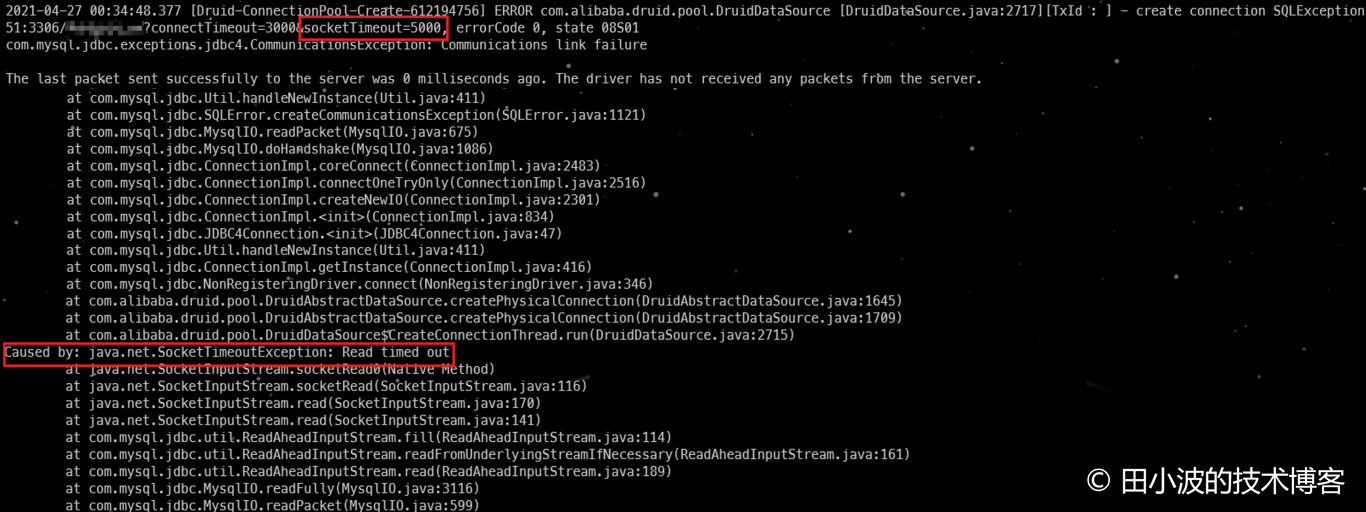 2021-04-27 00:34:48.377 [Druid-ConnectionPool-Create-612194756] ERROR com.alibaba.druid.pool.DruidDataSource [DruidDataSource.java:2717][TxId : ] - create connection SQLException
51:3306/ ?connectTimeout=3000&socketTimeout=5000, errorCode 0, state 08S01
com.mysql.jdbc.exceptions.jdbc4.CommunicationsException: Communications link failure
The last packet sent successfully to the server was 0 milliseconds ago. The driver has not received any packets from the server.
at com.mysql.jdbc.Util.handleNewInstance(Util.java:411)
at com.mysql.jdbc.SQLError.createCommunicationsException(SQLError.java:1121)
at com.mysql.jdbc.MysqlIO.readPacket(MysqlIO.java:675)
at com.mysql.jdbc.MysqlIO.doHandshake(MysqlIO.java:1086)
at com.mysql.jdbc.ConnectionImpl.coreConnect(ConnectionImpl.java:2483)
at com.mysql.jdbc.ConnectionImpl.connectOneTryOnly(ConnectionImpl.java:2516)
at com.mysql.jdbc.ConnectionImpl.createNewIO(ConnectionImpl.java:2301)
at com.mysql.jdbc.ConnectionImpl.<init>(ConnectionImpl.java:834)
at com.mysql.jdbc.JDBC4Connection.<init>(JDBC4Connection.java:47)
at com.mysql.jdbc.Util.handleNewInstance(Util.java:411)
at com.mysql.jdbc.ConnectionImpl.getInstance(ConnectionImpl.java:416)
at com.mysql.jdbc.NonRegisteringDriver.connect(NonRegisteringDriver.java:346)
at com.alibaba.druid.pool.DruidAbstractDataSource.createPhysicalConnection(DruidAbstractDataSource.java:1645)
at com.alibaba.druid.pool.DruidAbstractDataSource.createPhysicalConnection(DruidAbstractDataSource.java:1709)
at com.alibaba.druid.pool.DruidDataSource$CreateConnectionThread.run(DruidDataSource.java:2715)
Caused by: java.net.SocketTimeoutException: Read timed out
at java.net.SocketInputStream.socketRead0(Native Method)
at java.net.SocketInputStream.socketRead(SocketInputStream.java:116)
at java.net.SocketInputStream.read(SocketInputStream.java:170)
at java.net.SocketInputStream.read(SocketInputStream.java:141)
at com.mysql.jdbc.util.ReadAheadInputStream.fill(ReadAheadInputStream.java:114)
at com.mysql.jdbc.util.ReadAheadInputStream.readFromUnderlyingStreamIfNecessary(ReadAheadInputStream.java:161)
at com.mysql.jdbc.util.ReadAheadInputStream.read(ReadAheadInputStream.java:189)
at com.mysql.jdbc.MysqlIO.readFully(MysqlIO.java:3116)
at com.mysql.jdbc.MysqlIO.readPacket(MysqlIO.java:599)
© 田小波的技术博客